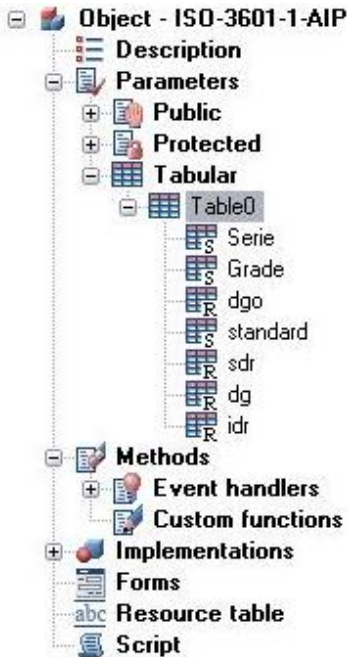 Object - ISO-3601-1-AIP
Description
Parameters
Public
Protected
Tabular
Table0
S Serie
S Grade
R dgo
S standard
R sdr
R dg
R idr
Methods
Event handlers
Custom functions
Implementations
Forms
abc Resource table
Script